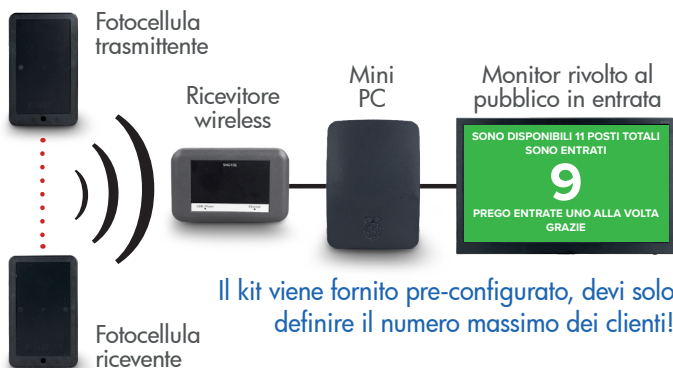 Fotocellula
trasmittente
Ricevitore
wireless
Mini
PC
Monitor rivolto al
pubblico in entrata
SONO DISPONIBILI 11 POSTI TOTALI
SONO ENTRATI
9
PREGO ENTRATE UNO ALLA VOLTA
GRAZIE
Il kit viene fornito pre-configurato, devi solo
definire il numero massimo dei clienti!
Fotocellula
ricevente